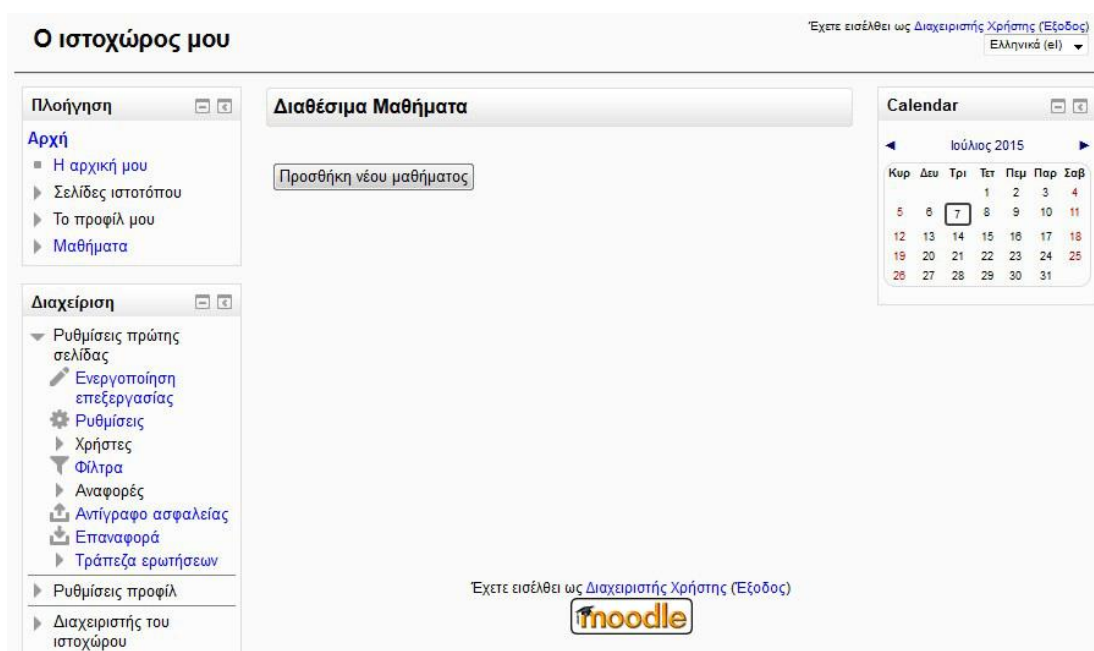 Ο ιστοχώρος μου
Έχετε εισέλθει ως Διαχειριστής Χρήστης (Έξοδος)
Ελληνικά (el)
Πλοήγηση
Αρχή
Η αρχική μου
Σελίδες ιστοτόπου
Το προφίλ μου
Μαθήματα
Διαχείριση
Ρυθμίσεις πρώτης
σελίδας
Ενεργοποίηση
επεξεργασίας
Ρυθμίσεις
Χρήστες
Φίλτρα
Αναφορές
Αντίγραφο ασφαλείας
Επαναφορά
Τράπεζα ερωτήσεων
Ρυθμίσεις προφίλ
Διαχειριστής του
ιστοχώρου
Διαθέσιμα Μαθήματα
Προσθήκη νέου μαθήματος
Calendar
Ιούλιος 2015
Κυρ Δευ Τρι Τετ Πεμ Παρ Σαβ
1 2 3 4
5 6 7 8 9 10 11
12 13 14 15 16 17 18
19 20 21 22 23 24 25
26 27 28 29 30 31
Έχετε εισέλθει ως Διαχειριστής Χρήστης (Έξοδος)
moodle